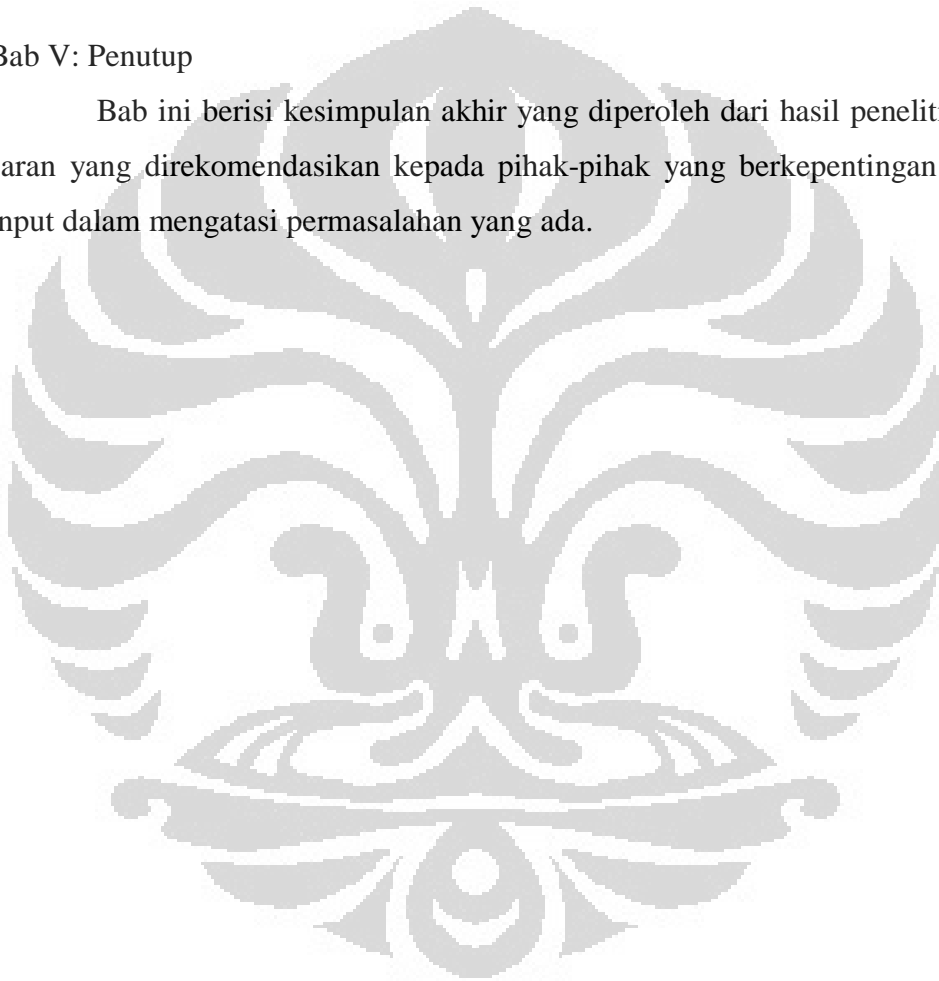 Bab V: Penutup
Bab ini berisi kesimpulan akhir yang diperoleh dari hasil peneliti
aran yang direkomendasikan kepada pihak-pihak yang berkepentingan
nput dalam mengatasi permasalahan yang ada.